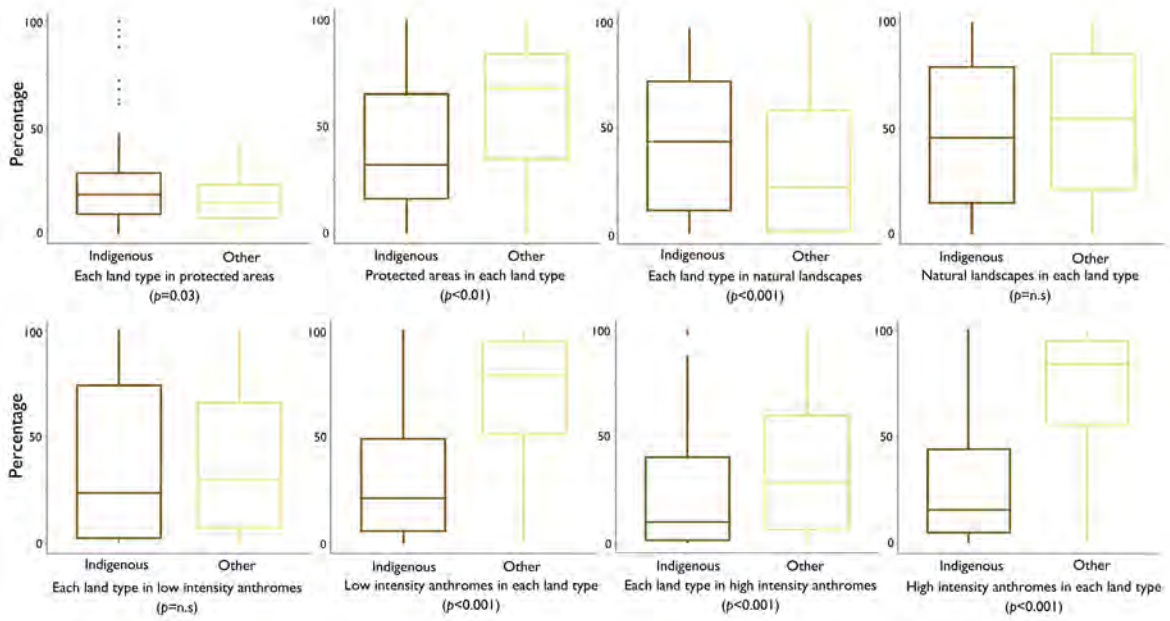 Percentage
100
50
0
Indigenous
Other
Each land type in protected areas
(p=0.03)
100
50
0
Indigenous
Other
Protected areas in each land type
(p<0.01)
100
50
0
Indigenous
Other
Each land type in natural landscapes
(p<0,001)
100
50
0
Indigenous
Other
Natural landscapes in each land type
(p=n.s)
Percentage
100
50
0
Indigenous
Other
Each land type in low intensity anthromes
(p=n.s)
100
50
0
Indigenous
Other
Low intensity anthromes in each land type
(p<0.001)
100
50
0
Indigenous
Other
Each land type in high intensity anthromes
(p<0.001)
100
50
0
Indigenous
Other
High intensity anthromes in each land type
(p<0.001)